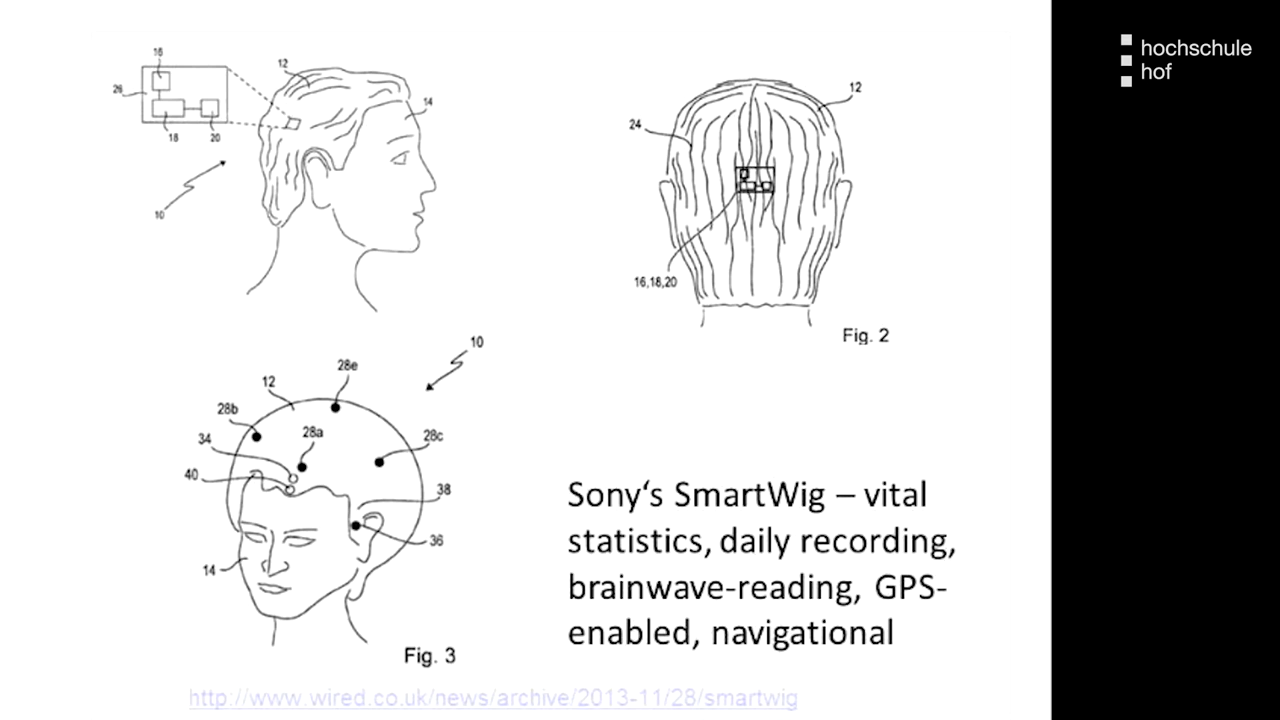 hochschule
hof
16
12
26
14
18
20
10
12
24
16,18,20
Fig. 2
10
28e
12
28b
28a
34
28c
40
38
36
14
Fig. 3
Sony‘s SmartWig – vital
statistics, daily recording,
brainwave-reading, GPS-
enabled, navigational
http://www.wired.co.uk/news/archive/2013-11/28/smartwig